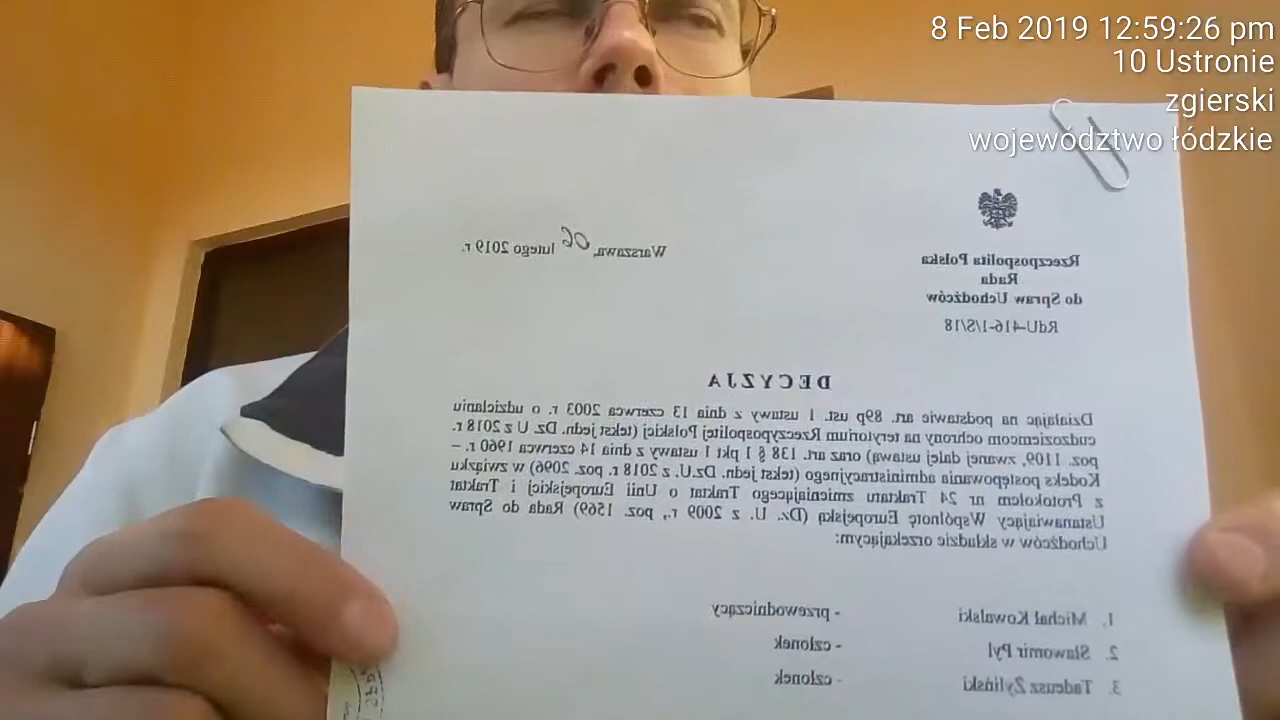 8 Feb 2019 12:59:26 pm
10 Ustronie
zgierski
województwo łódzkie
Rzeczpospolita Polska
Rada
do Spraw Uchodźców
RdU-416-1/S/18
Warszawa, 06 lutego 2019 r.
DECYZJA
Działając na podstawie art. 89p ust. 1 ustawy z dnia 13 czerwca 2003 r. o udzielaniu
cudzoziemcom ochrony na terytorium Rzeczypospolitej Polskiej (tekst jedn. Dz. U z 2018 r.
poz. 1109, zwanej dalej ustawą) oraz art. 138 § 1 pkt 1 ustawy z dnia 14 czerwca 1960 r. –
Kodeks postępowania administracyjnego (tekst jedn. Dz.U. z 2018 r. poz. 2096) w związku
z Protokołem nr 24 Traktatu zmieniającego Traktat o Unii Europejskiej i Traktat
Ustanawiający Wspólnotę Europejską (Dz. U. z 2009 r., poz. 1569) Rada do Spraw
Uchodźców w składzie orzekającym:
1. Michał Kowalski - przewodniczący
2. Sławomir Pyl - członek
3. Tadeusz Żyliński - członek